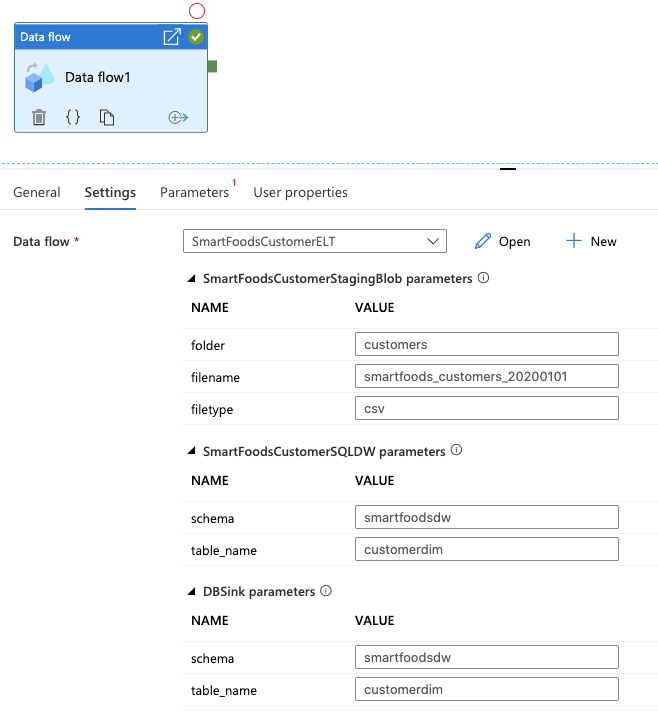 Data flow
Data flow1
{}
General Settings Parameters 1 User properties
Data flow * SmartFoodsCustomerELT Open New
SmartFoodsCustomerStagingBlob parameters
NAME VALUE
folder customers
filename smartfoods_customers_20200101
filetype csv
SmartFoodsCustomerSQLDW parameters
NAME VALUE
schema smartfoodsdw
table_name customerdim
DBSink parameters
NAME VALUE
schema smartfoodsdw
table_name customerdim